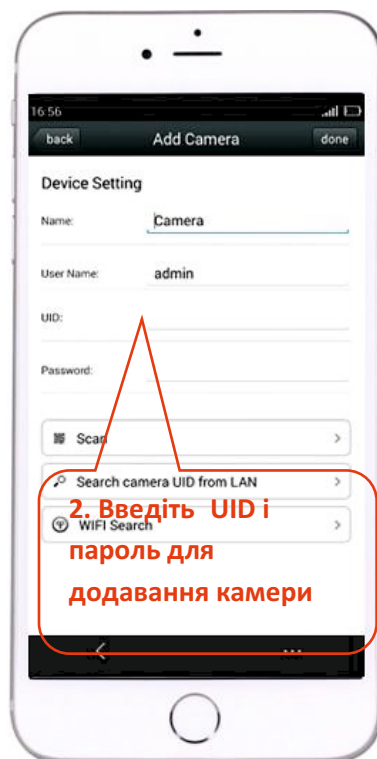 16:56
back Add Camera done
Device Setting
Name: Camera
User Name: admin
UID:
Password:
Scan
Search camera UID from LAN
WIFI Search
2. Введіть UID і
пароль для
додавання камери